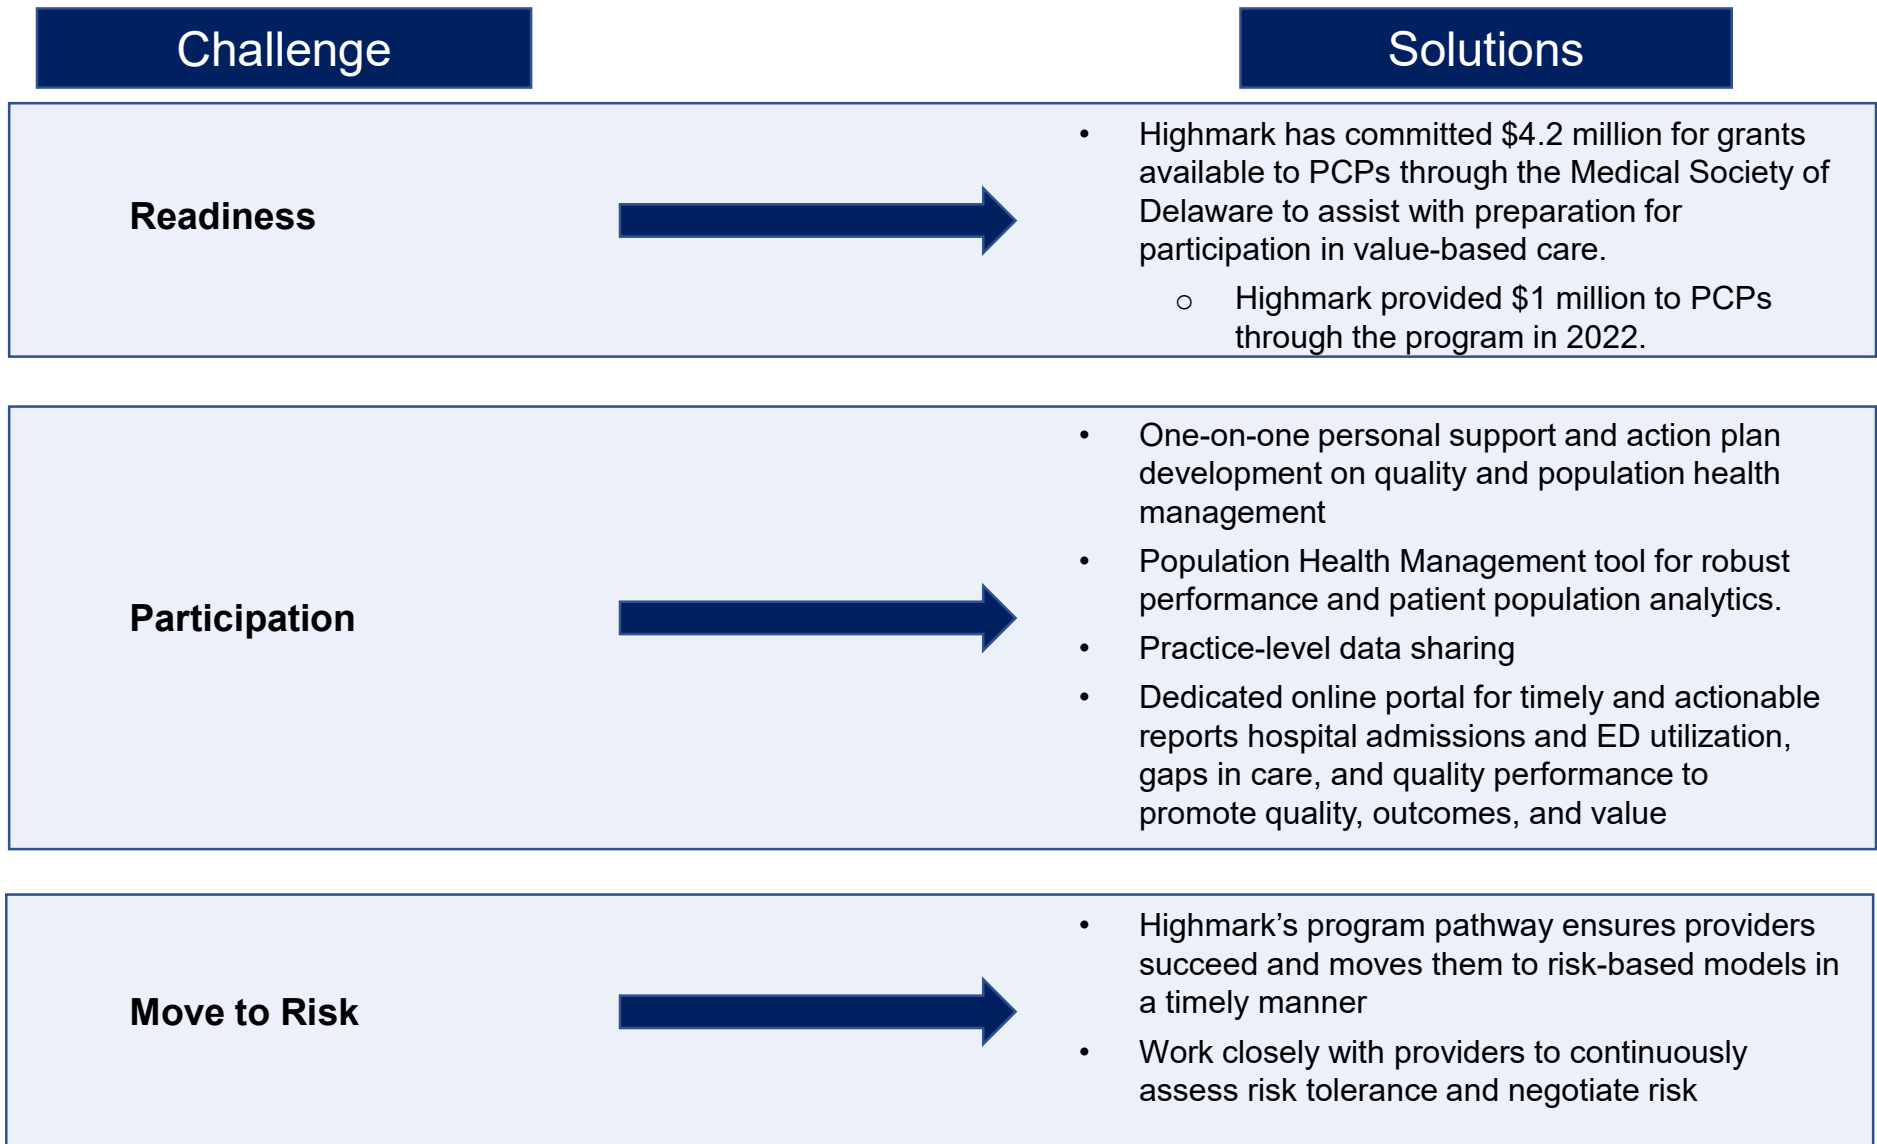 Challenge
Solutions
Readiness
• Highmark has committed $4.2 million for grants
available to PCPs through the Medical Society of
Delaware to assist with preparation for
participation in value-based care.
o Highmark provided $1 million to PCPs
through the program in 2022.
Participation
• One-on-one personal support and action plan
development on quality and population health
management
• Population Health Management tool for robust
performance and patient population analytics.
• Practice-level data sharing
• Dedicated online portal for timely and actionable
reports hospital admissions and ED utilization,
gaps in care, and quality performance to
promote quality, outcomes, and value
Move to Risk
• Highmark’s program pathway ensures providers
succeed and moves them to risk-based models in
a timely manner
• Work closely with providers to continuously
assess risk tolerance and negotiate risk